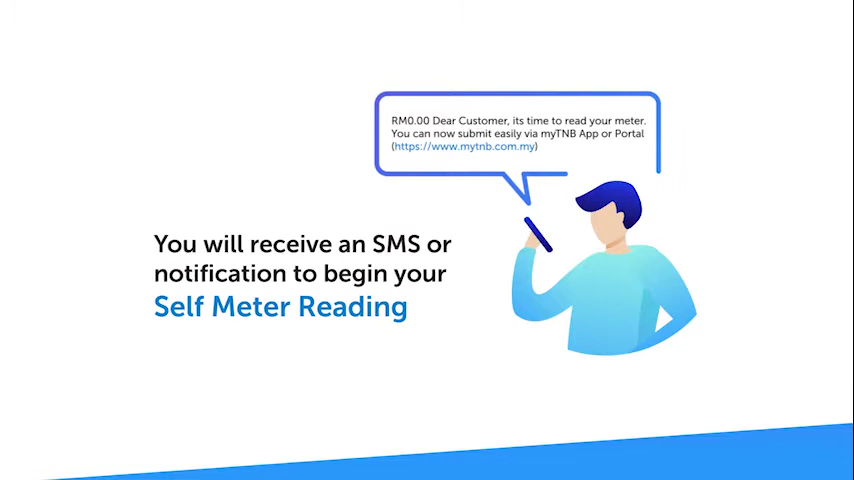 RM0.00 Dear Customer, its time to read your meter.
You can now submit easily via myTNB App or Portal
(https://www.mytnb.com.my)
You will receive an SMS or
notification to begin your
Self Meter Reading